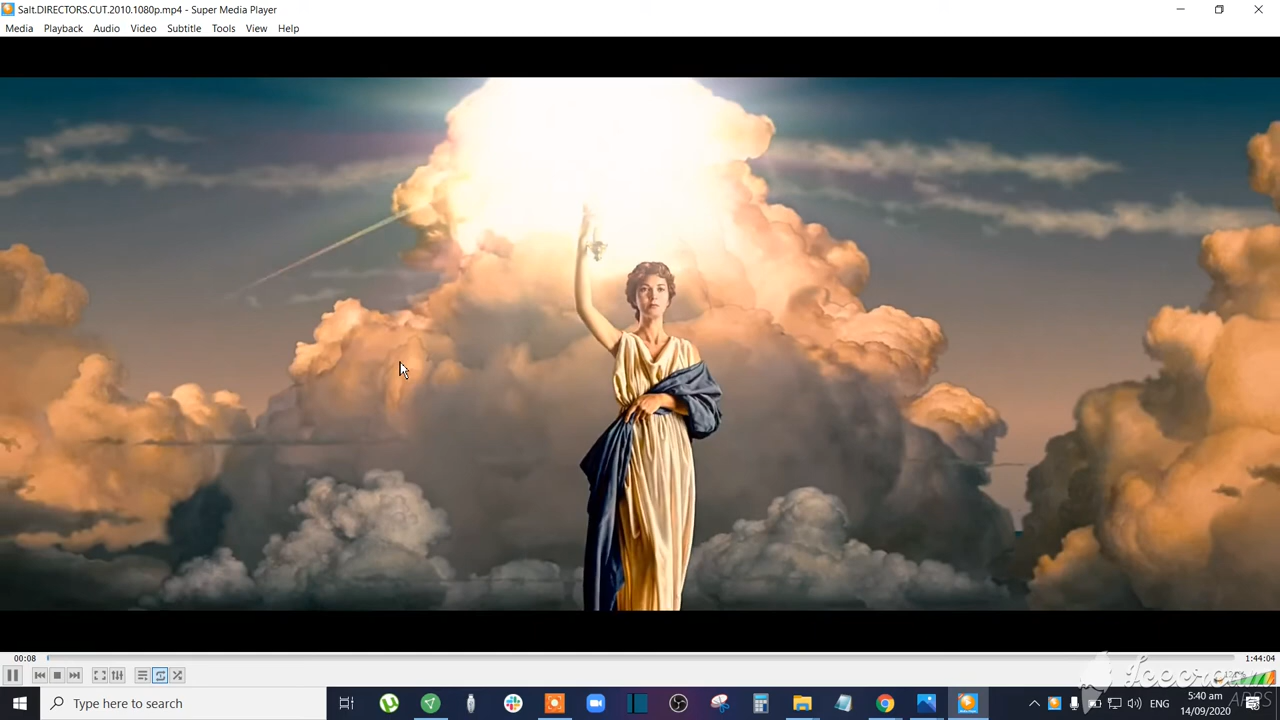 Salt.DIRECTORS.CUT.2010.1080p.mp4 - Super Media Player
Media Playback Audio Video Subtitle Tools View Help
00:08
1:44:04
Type here to search
ENG
5:40 am
14/09/2020
APPS